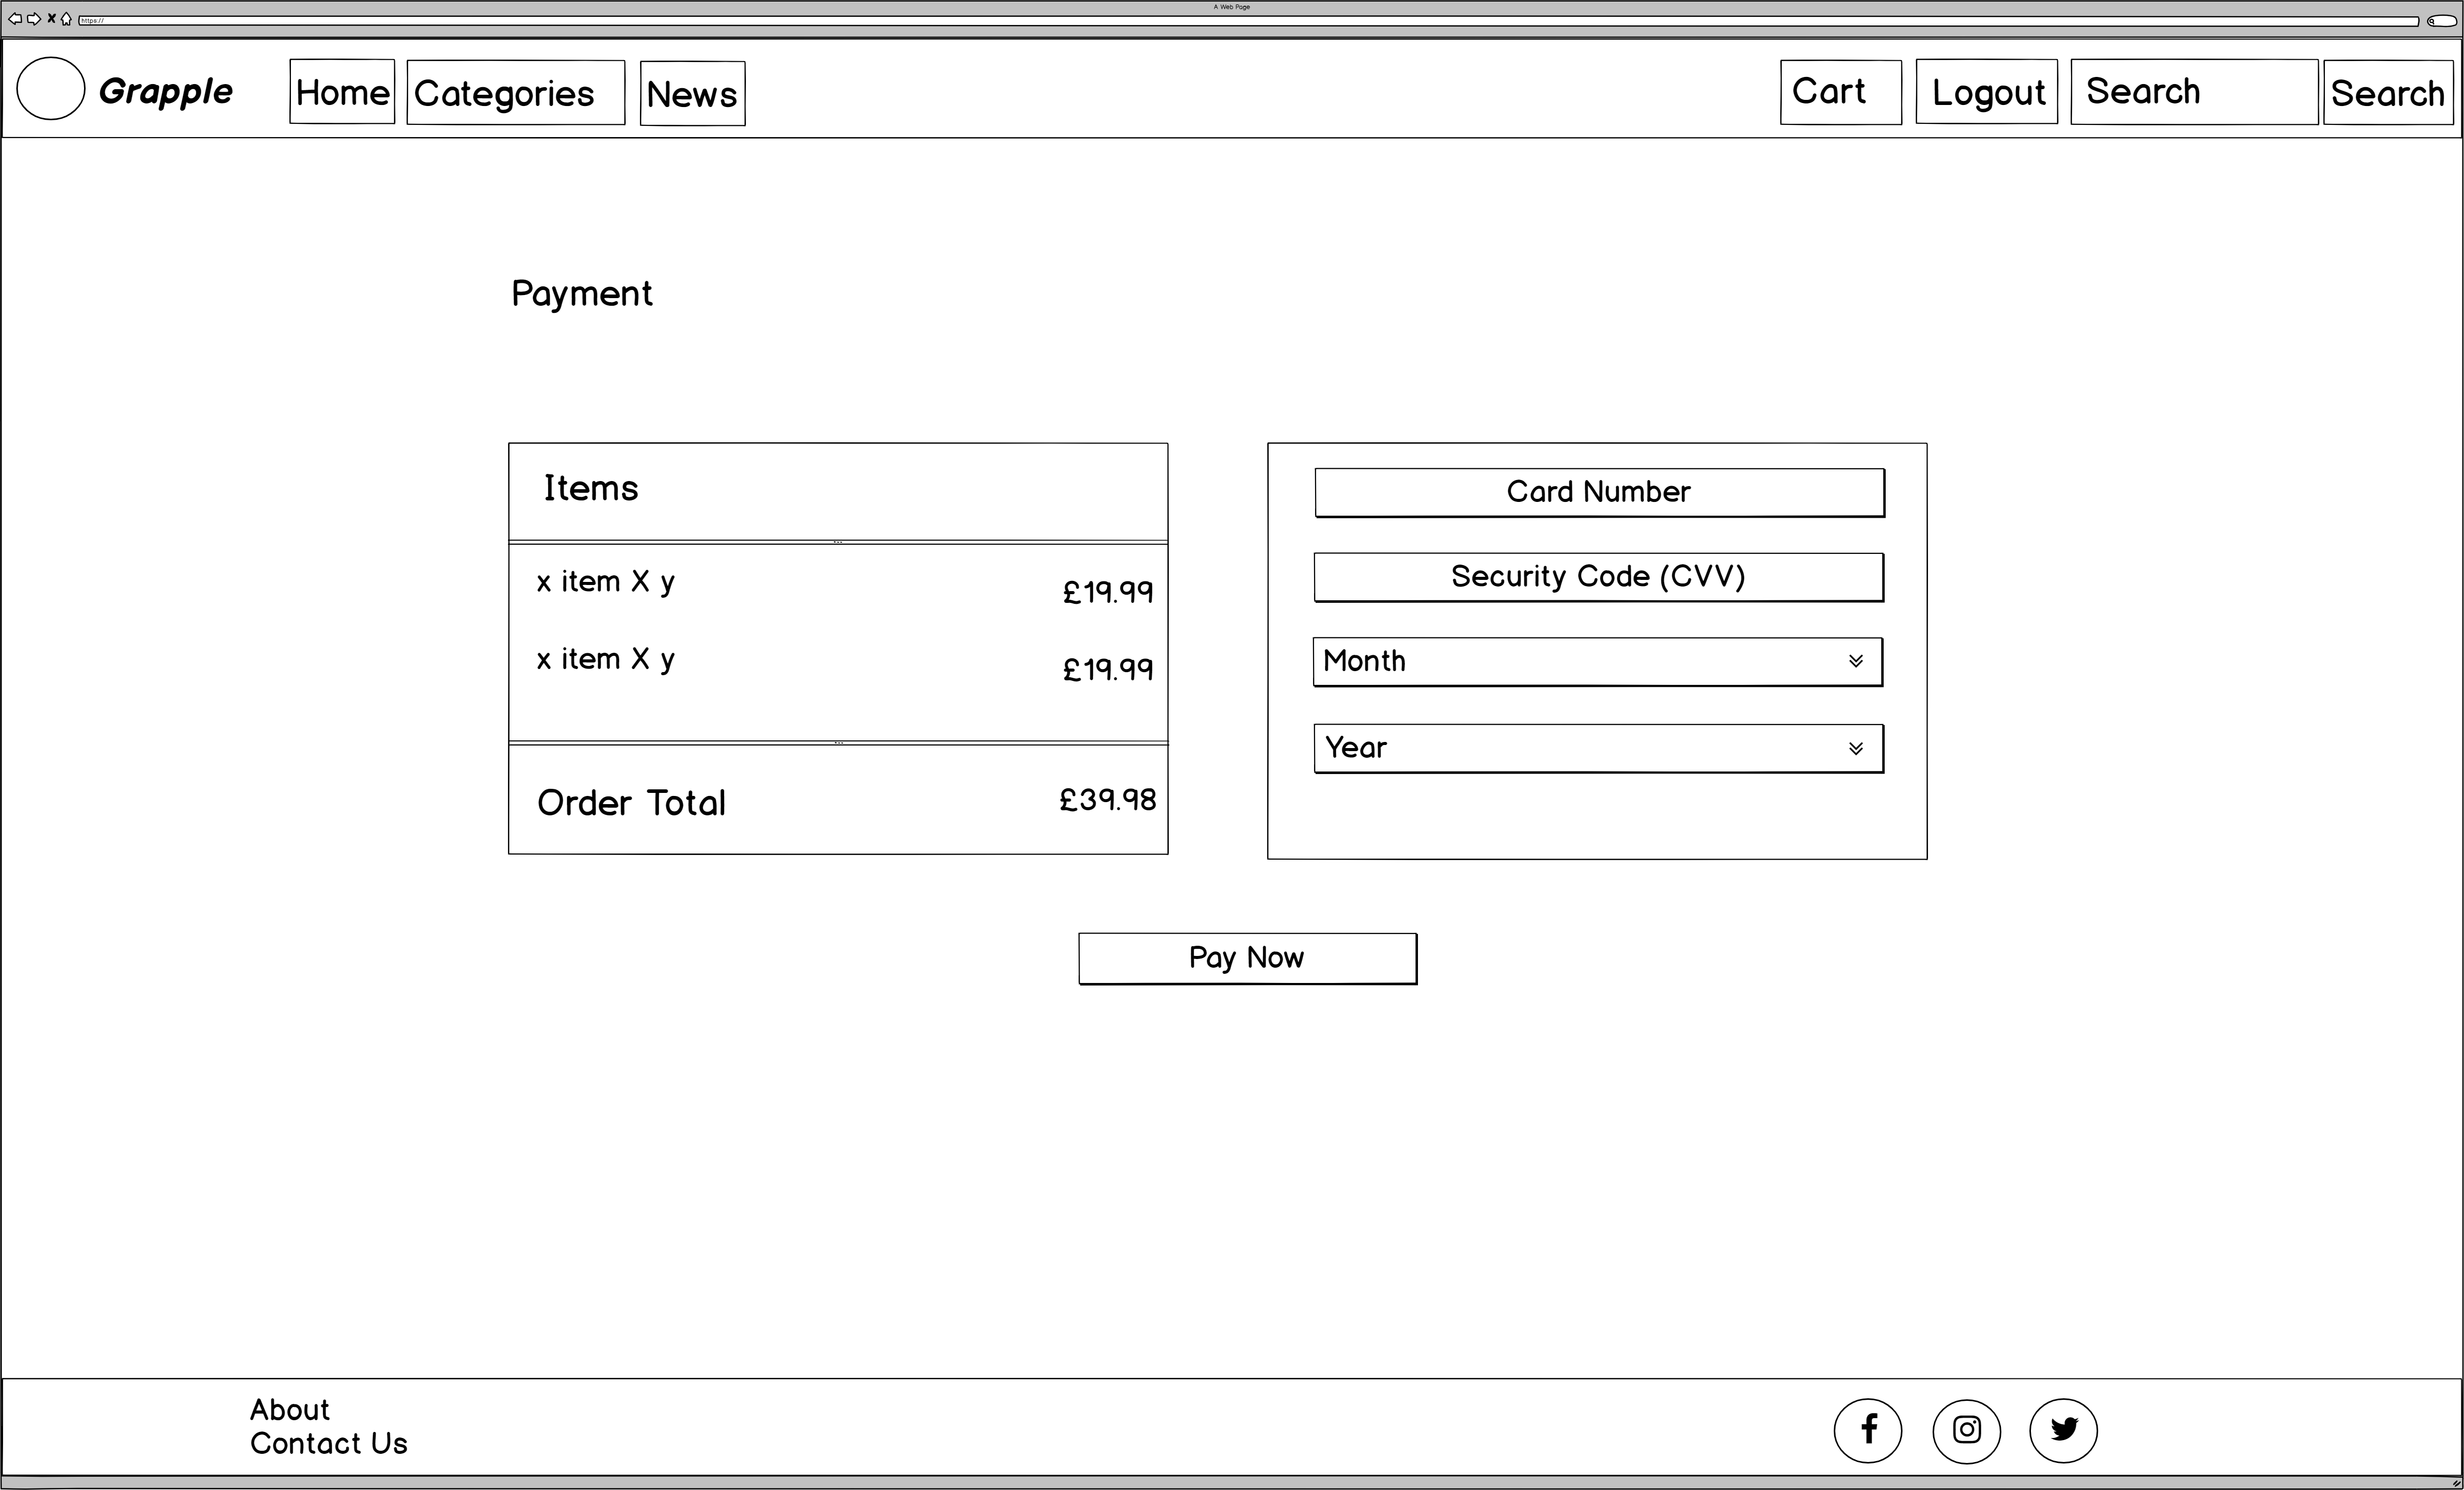 A Web Page
https://
Grapple
Home
Categories
News
Cart
Logout
Search
Search
Payment
Items
x item X y
£19.99
x item X y
£19.99
Order Total
£39.98
Card Number
Security Code (CVV)
Month
Year
Pay Now
About
Contact Us